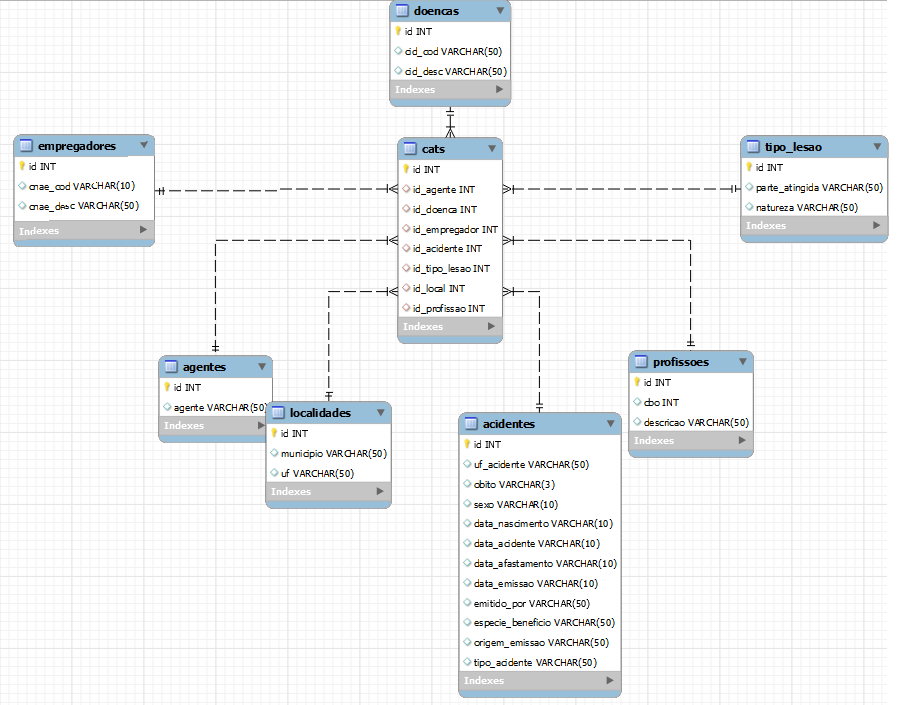 doencas
id INT
cid_cod VARCHAR(50)
cid_desc VARCHAR(50)
Indexes
empregadores
id INT
cnae_cod VARCHAR(10)
cnae_desc VARCHAR(50)
Indexes
cats
id INT
id_agente INT
id_doenca INT
id_empregador INT
id_acidente INT
id_tipo_lesao INT
id_local INT
id_profissao INT
Indexes
tipo_lesao
id INT
parte_atingida VARCHAR(50)
natureza VARCHAR(50)
Indexes
agentes
id INT
agente VARCHAR(50)
Indexes
localidades
id INT
municipio VARCHAR(50)
uf VARCHAR(50)
Indexes
acidentes
id INT
uf_acidente VARCHAR(50)
obito VARCHAR(3)
sexo VARCHAR(10)
data_nascimento VARCHAR(10)
data_acidente VARCHAR(10)
data_afastamento VARCHAR(10)
data_emissao VARCHAR(10)
emitido_por VARCHAR(50)
especie_beneficio VARCHAR(50)
origem_emissao VARCHAR(50)
tipo_acidente VARCHAR(50)
Indexes
profissoes
id INT
cbo INT
descricao VARCHAR(50)
Indexes